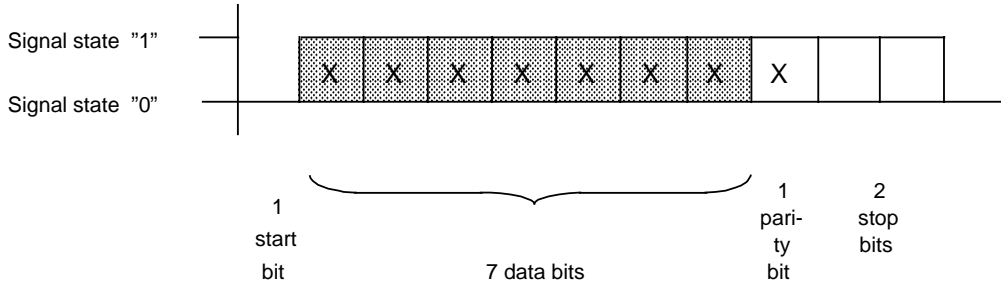 Signal state ”1”
X X X X X X X X
Signal state ”0”
1
start
bit
7 data bits
1
pari-
ty
bit
2
stop
bits